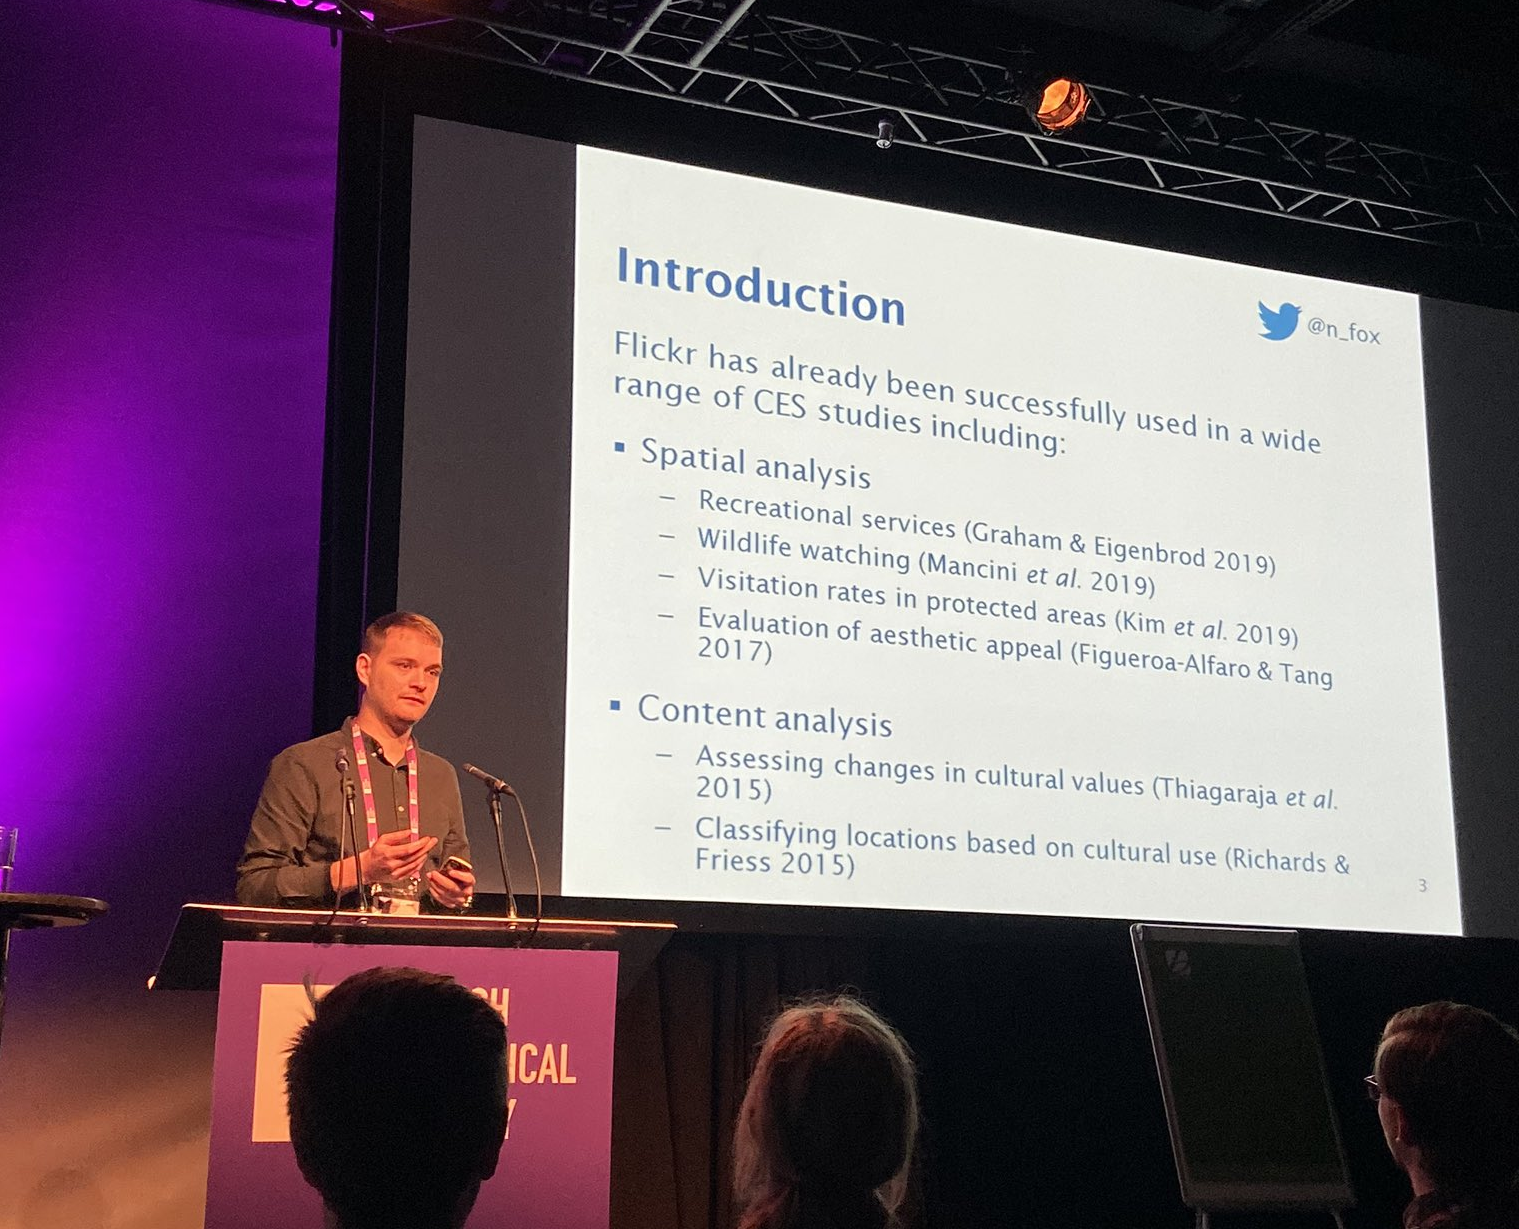 Introduction
@n_fox
Flickr has already been successfully used in a wide
range of CES studies including:
▪ Spatial analysis
– Recreational services (Graham & Eigenbrod 2019)
– Wildlife watching (Mancini et al. 2019)
– Visitation rates in protected areas (Kim et al. 2019)
– Evaluation of aesthetic appeal (Figueroa-Alfaro & Tang
2017)
▪ Content analysis
– Assessing changes in cultural values (Thiagaraja et al.
2015)
– Classifying locations based on cultural use (Richards &
Friess 2015)
3